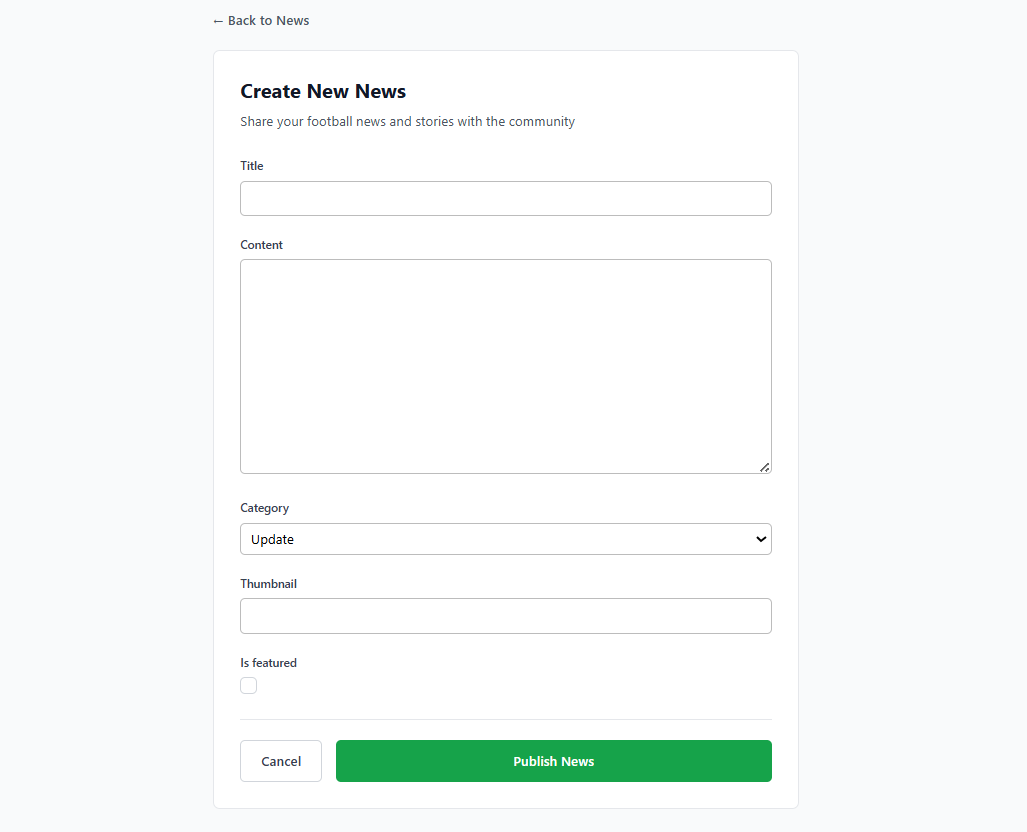 ← Back to News
Create New News
Share your football news and stories with the community
Title
Content
Category
Update
Thumbnail
Is featured
Cancel
Publish News